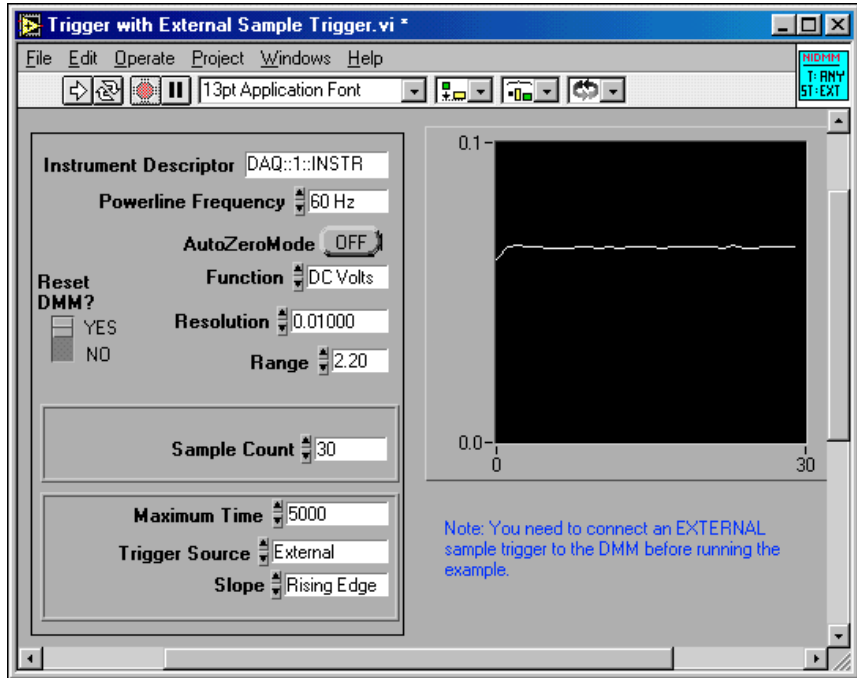 Trigger with External Sample Trigger.vi *
File Edit Operate Project Windows Help
13pt Application Font
NIDMM
T: ANY
ST:EXT
Instrument Descriptor DAQ::1::INSTR
Powerline Frequency 60 Hz
AutoZeroMode OFF
Function DC Volts
Reset
DMM?
YES
NO
Resolution 0.01000
Range 2.20
Sample Count 30
Maximum Time 5000
Trigger Source External
Slope Rising Edge
0.1
0.0
0 30
Note: You need to connect an EXTERNAL
sample trigger to the DMM before running the
example.